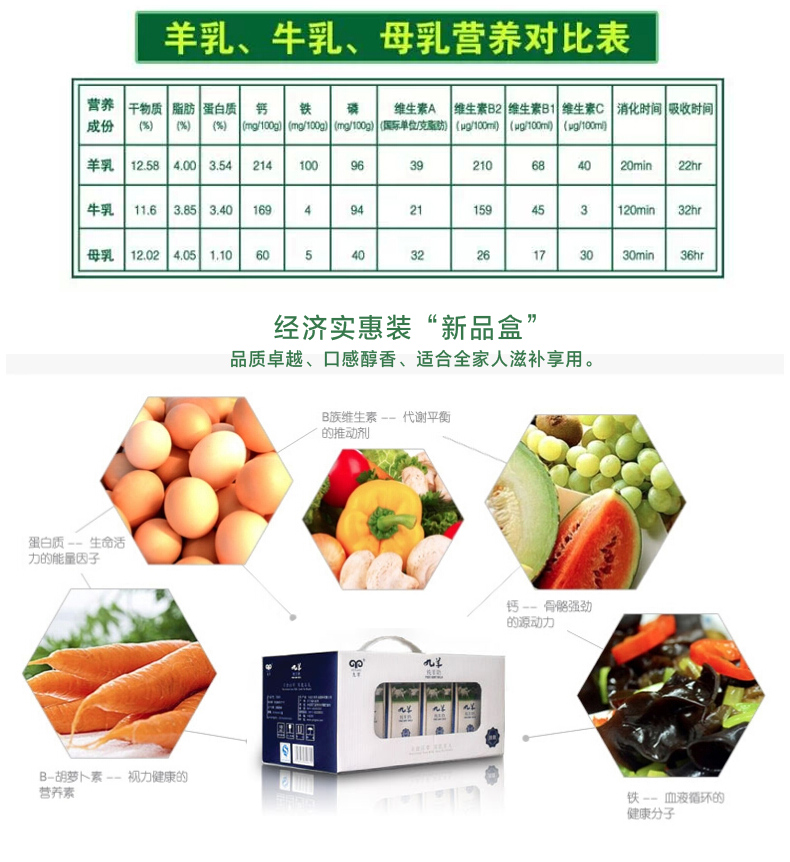 羊乳、牛乳、母乳营养对比表
营养成份 干物质(%) 脂肪(%) 蛋白质(%) 钙(mg/100g) 铁(mg/100g) 磷(mg/100g) 维生素A(国际单位/克脂肪) 维生素B2(μg/100ml) 维生素B1(μg/100ml) 维生素C(μg/100ml) 消化时间 吸收时间
羊乳 12.58 4.00 3.54 214 100 96 39 210 68 40 20min 22hr
牛乳 11.6 3.85 3.40 169 4 94 21 159 45 3 120min 32hr
母乳 12.02 4.05 1.10 60 5 40 32 26 17 30 30min 36hr
经济实惠装“新品盒”
品质卓越、口感醇香、适合全家人滋补享用。
B族维生素 -- 代谢平衡
的推动剂
蛋白质 -- 生命活
力的能量因子
钙 -- 骨骼强劲
的源动力
九羊
九羊
九羊
九羊
B-胡萝卜素 -- 视力健康的
营养素
铁 -- 血液循环的
健康分子